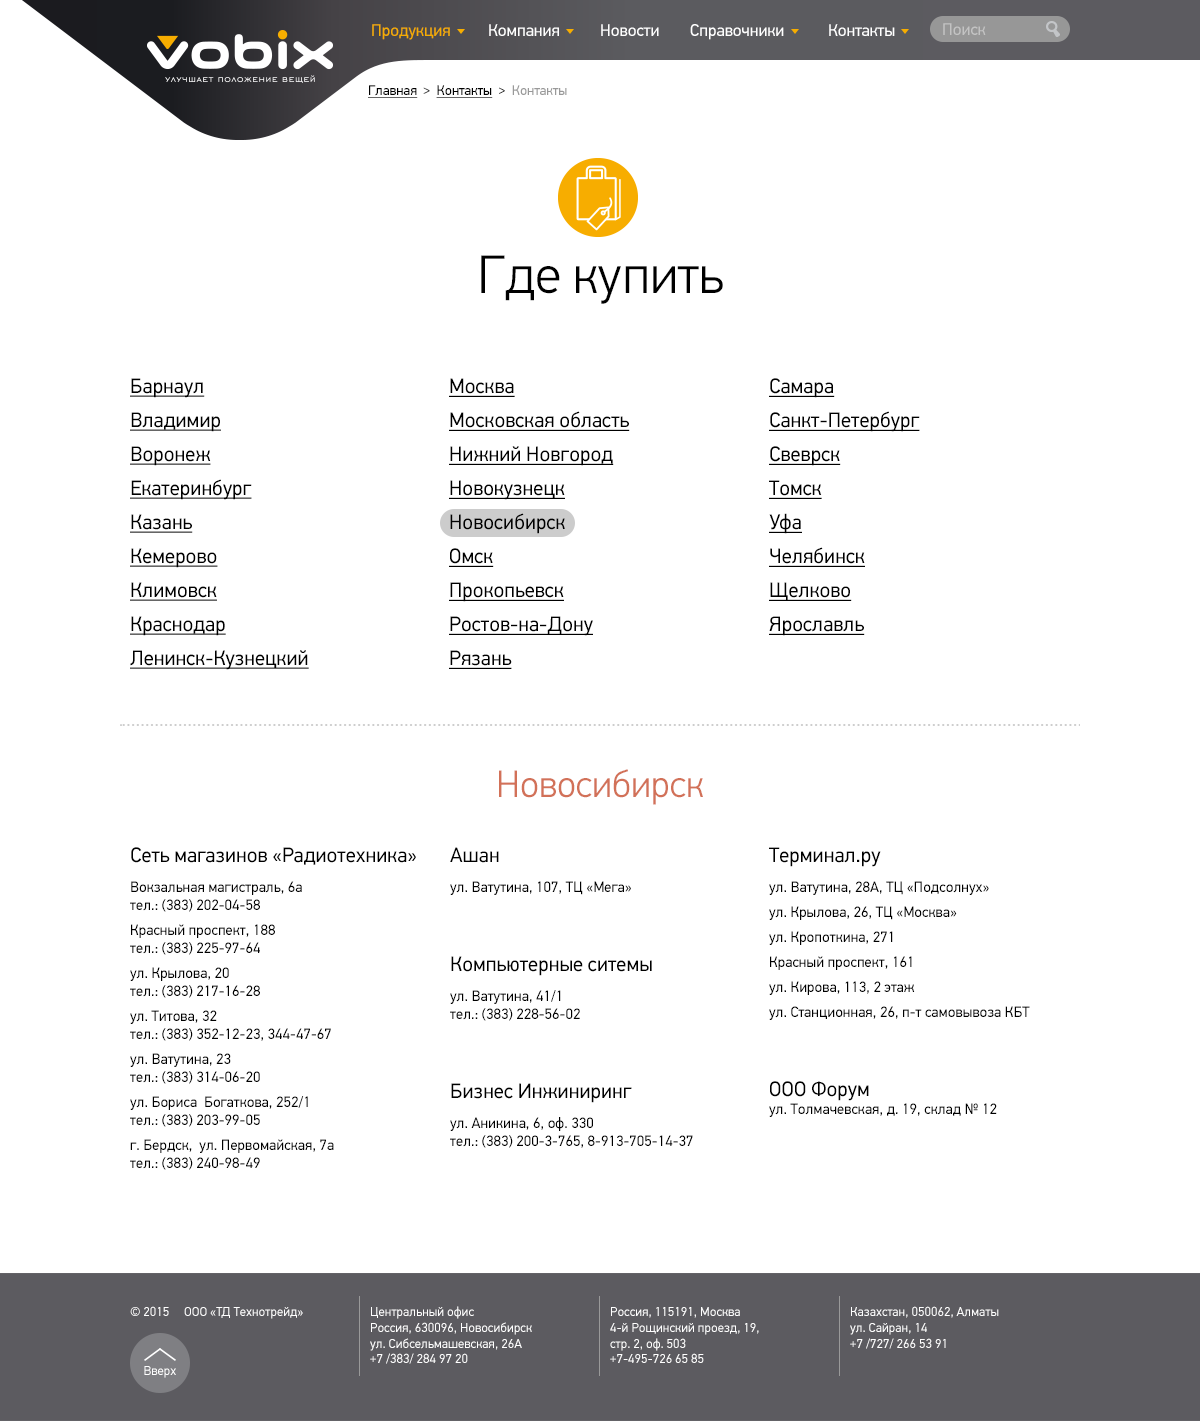 vobix
УЛУЧШАЕТ ПОЛОЖЕНИЕ ВЕЩЕЙ
Продукция Компания Новости Справочники Контакты Поиск
Главная > Контакты > Контакты
Где купить
Барнаул
Владимир
Воронеж
Екатеринбург
Казань
Кемерово
Климовск
Краснодар
Ленинск-Кузнецкий
Москва
Московская область
Нижний Новгород
Новокузнецк
Новосибирск
Омск
Прокопьевск
Ростов-на-Дону
Рязань
Самара
Санкт-Петербург
Свеврск
Томск
Уфа
Челябинск
Щелково
Ярославль
Новосибирск
Сеть магазинов «Радиотехника»
Вокзальная магистраль, 6а
тел.: (383) 202-04-58
Красный проспект, 188
тел.: (383) 225-97-64
ул. Крылова, 20
тел.: (383) 217-16-28
ул. Титова, 32
тел.: (383) 352-12-23, 344-47-67
ул. Ватутина, 23
тел.: (383) 314-06-20
ул. Бориса Богаткова, 252/1
тел.: (383) 203-99-05
г. Бердск, ул. Первомайская, 7а
тел.: (383) 240-98-49
Ашан
ул. Ватутина, 107, ТЦ «Мега»
Компьютерные ситемы
ул. Ватутина, 41/1
тел.: (383) 228-56-02
Бизнес Инжиниринг
ул. Аникина, 6, оф. 330
тел.: (383) 200-3-765, 8-913-705-14-37
Терминал.ру
ул. Ватутина, 28А, ТЦ «Подсолнух»
ул. Крылова, 26, ТЦ «Москва»
ул. Кропоткина, 271
Красный проспект, 161
ул. Кирова, 113, 2 этаж
ул. Станционная, 26, п-т самовывоза КБТ
ООО Форум
ул. Толмачевская, д. 19, склад № 12
© 2015 ООО «ТД Технотрейд»
Вверх
Центральный офис
Россия, 630096, Новосибирск
ул. Сибсельмашевская, 26А
+7 /383/ 284 97 20
Россия, 115191, Москва
4-й Рощинский проезд, 19,
стр. 2, оф. 503
+7-495-726 65 85
Казахстан, 050062, Алматы
ул. Сайран, 14
+7 /727/ 266 53 91